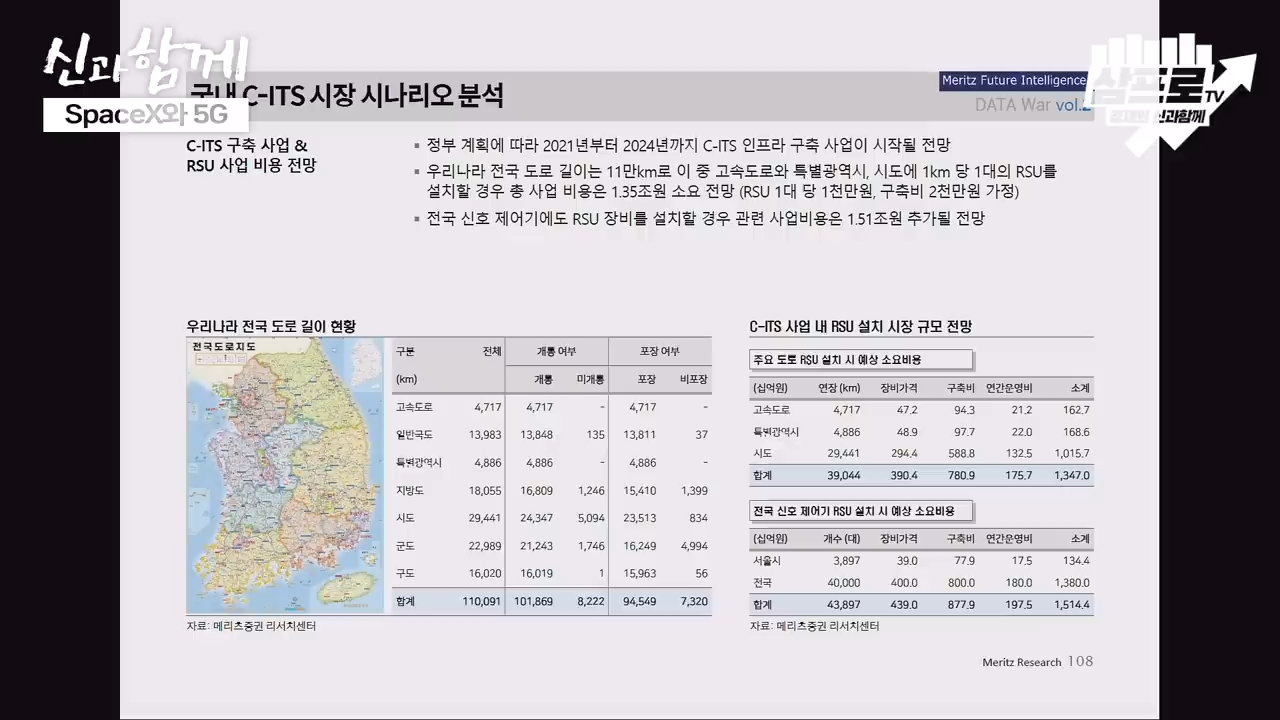 신과함께
SpaceX와 5G
삼프로TV
경제의 신과함께
국내 C-ITS 시장 시나리오 분석
Meritz Future Intelligence
DATA War vol.2
C-ITS 구축 사업 &
RSU 사업 비용 전망
▪ 정부 계획에 따라 2021년부터 2024년까지 C-ITS 인프라 구축 사업이 시작될 전망
▪ 우리나라 전국 도로 길이는 11만km로 이 중 고속도로와 특별광역시, 시도에 1km 당 1대의 RSU를
설치할 경우 총 사업 비용은 1.35조원 소요 전망 (RSU 1대 당 1천만원, 구축비 2천만원 가정)
▪ 전국 신호 제어기에도 RSU 장비를 설치할 경우 관련 사업비용은 1.51조원 추가될 전망
우리나라 전국 도로 길이 현황
전국도로지도
구분 전체 개통 여부 포장 여부
(km) 개통 미개통 포장 비포장
고속도로 4,717 4,717 - 4,717 -
일반국도 13,983 13,848 135 13,811 37
특별광역시 4,886 4,886 - 4,886 -
지방도 18,055 16,809 1,246 15,410 1,399
시도 29,441 24,347 5,094 23,513 834
군도 22,989 21,243 1,746 16,249 4,994
구도 16,020 16,019 1 15,963 56
합계 110,091 101,869 8,222 94,549 7,320
자료: 메리츠증권 리서치센터
C-ITS 사업 내 RSU 설치 시장 규모 전망
주요 도로 RSU 설치 시 예상 소요비용
(십억원) 연장 (km) 장비가격 구축비 연간운영비 소계
고속도로 4,717 47.2 94.3 21.2 162.7
특별광역시 4,886 48.9 97.7 22.0 168.6
시도 29,441 294.4 588.8 132.5 1,015.7
합계 39,044 390.4 780.9 175.7 1,347.0
전국 신호 제어기 RSU 설치 시 예상 소요비용
(십억원) 개수 (대) 장비가격 구축비 연간운영비 소계
서울시 3,897 39.0 77.9 17.5 134.4
전국 40,000 400.0 800.0 180.0 1,380.0
합계 43,897 439.0 877.9 197.5 1,514.4
자료: 메리츠증권 리서치센터
Meritz Research 108